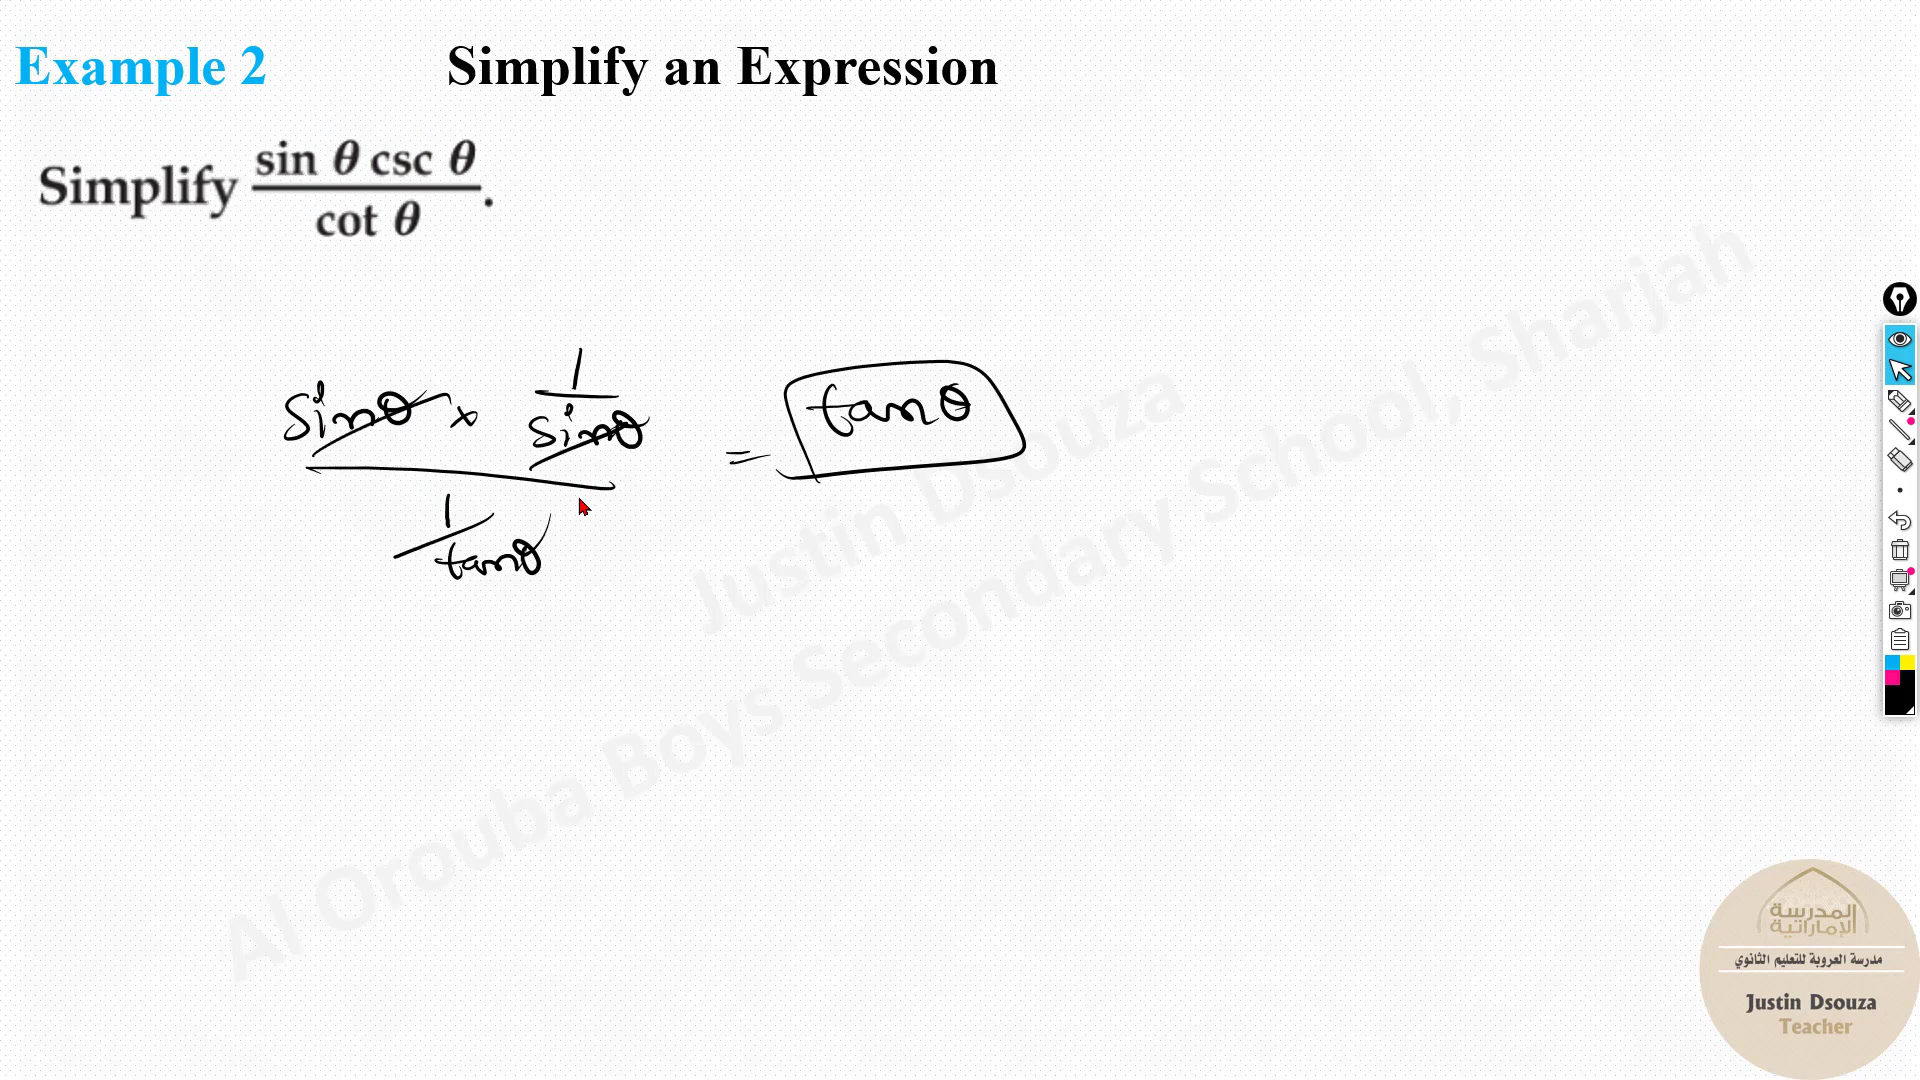 Example 2 Simplify an Expression
Simplify sin θ csc θ / cot θ.
sinθ × 1/sinθ
1/tanθ
= tanθ
Justin Dsouza
Al Orouba Boys Secondary School, Sharjah
المدرسة
الإماراتية
مدرسة العروبة للتعليم الثانوي
Justin Dsouza
Teacher